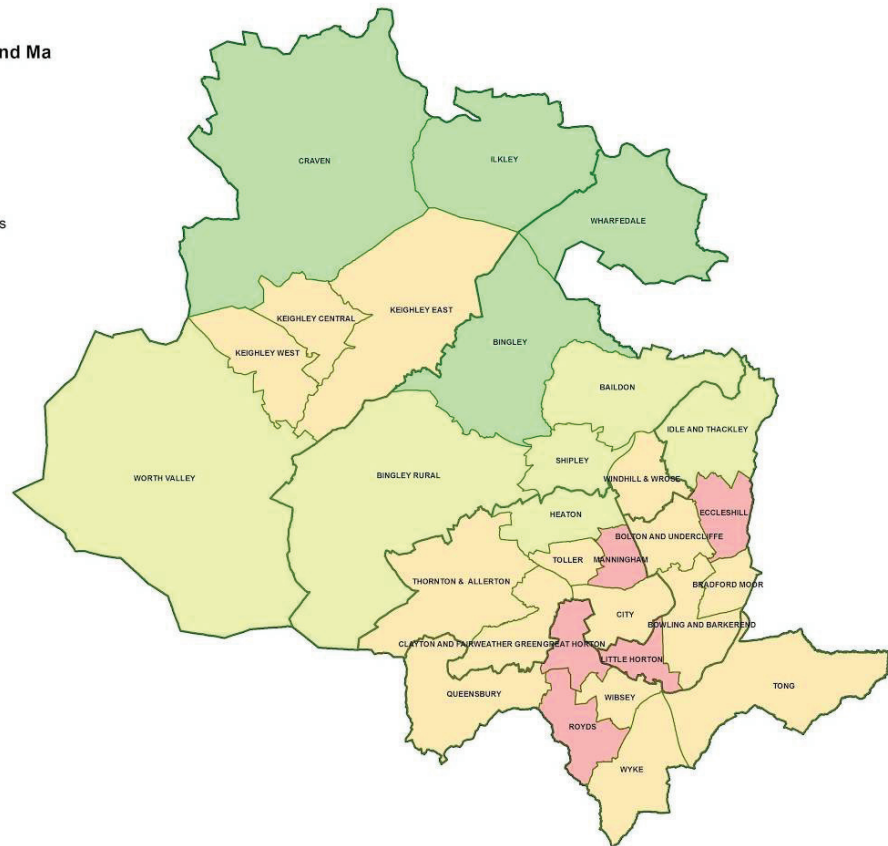 nd Ma
s
CRAVEN
ILKLEY
WHARFEDALE
KEIGHLEY EAST
KEIGHLEY CENTRAL
KEIGHLEY WEST
BINGLEY
BAILDON
IDLE AND THACKLEY
SHIPLEY
WORTH VALLEY
BINGLEY RURAL
WINDHILL & WROSE
ECCLESHILL
HEATON
BOLTON AND UNDERCLIFFE
TOLLER
MANNINGHAM
THORNTON & ALLERTON
BRADFORD MOOR
CITY
BOWLING AND BARKEREND
CLAYTON AND FAIRWEATHER GREEN
GREAT HORTON
LITTLE HORTON
TONG
QUEENSBURY
WIBSEY
ROYDS
WYKE